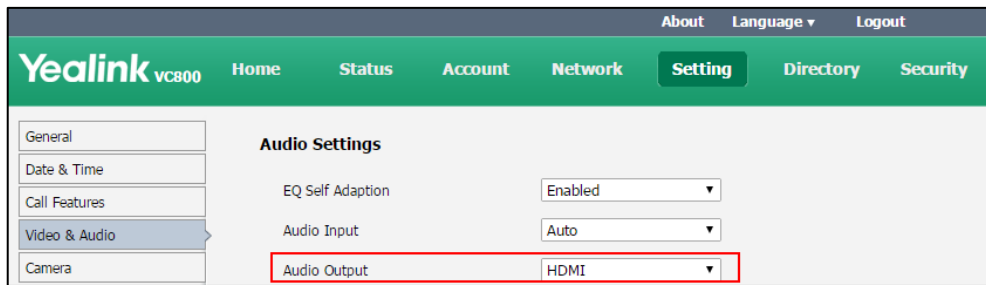 About Language ▾ Logout
Yealink VC800 Home Status Account Network Setting Directory Security
General
Date & Time
Call Features
Video & Audio
Camera
Audio Settings
EQ Self Adaption Enabled
Audio Input Auto
Audio Output HDMI